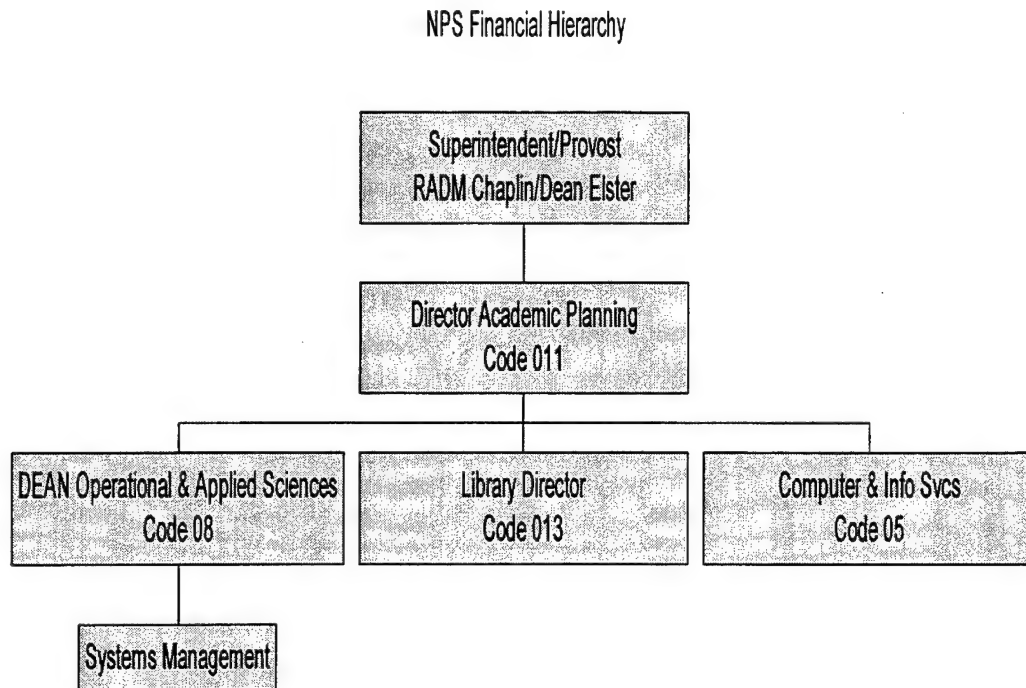 NPS Financial Hierarchy
Superintendent/Provost
RADM Chaplin/Dean Elster
Director Academic Planning
Code 011
DEAN Operational & Applied Sciences
Code 08
Library Director
Code 013
Computer & Info Svcs
Code 05
Systems Management